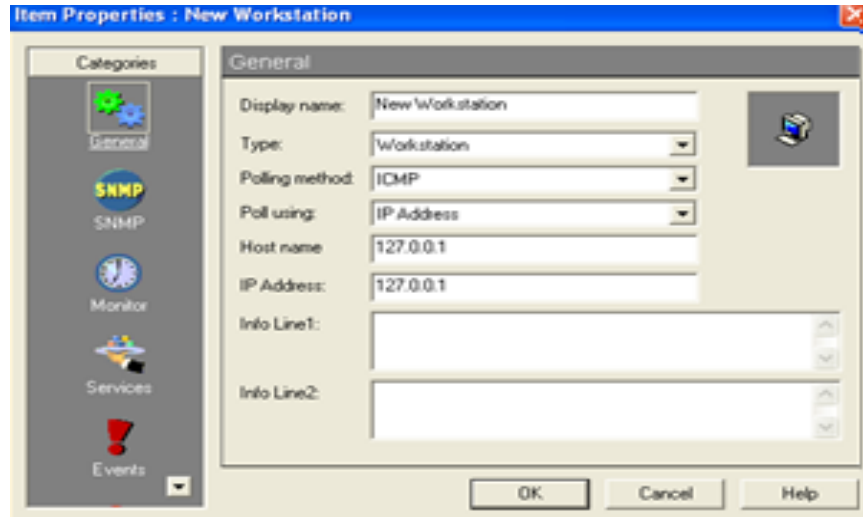 Item Properties : New Workstation
Categories
General
SNMP
SNMP
Monitor
Services
Events
General
Display name: New Workstation
Type: Workstation
Polling method: ICMP
Poll using: IP Address
Host name 127.0.0.1
IP Address: 127.0.0.1
Info Line1:
Info Line2:
OK Cancel Help